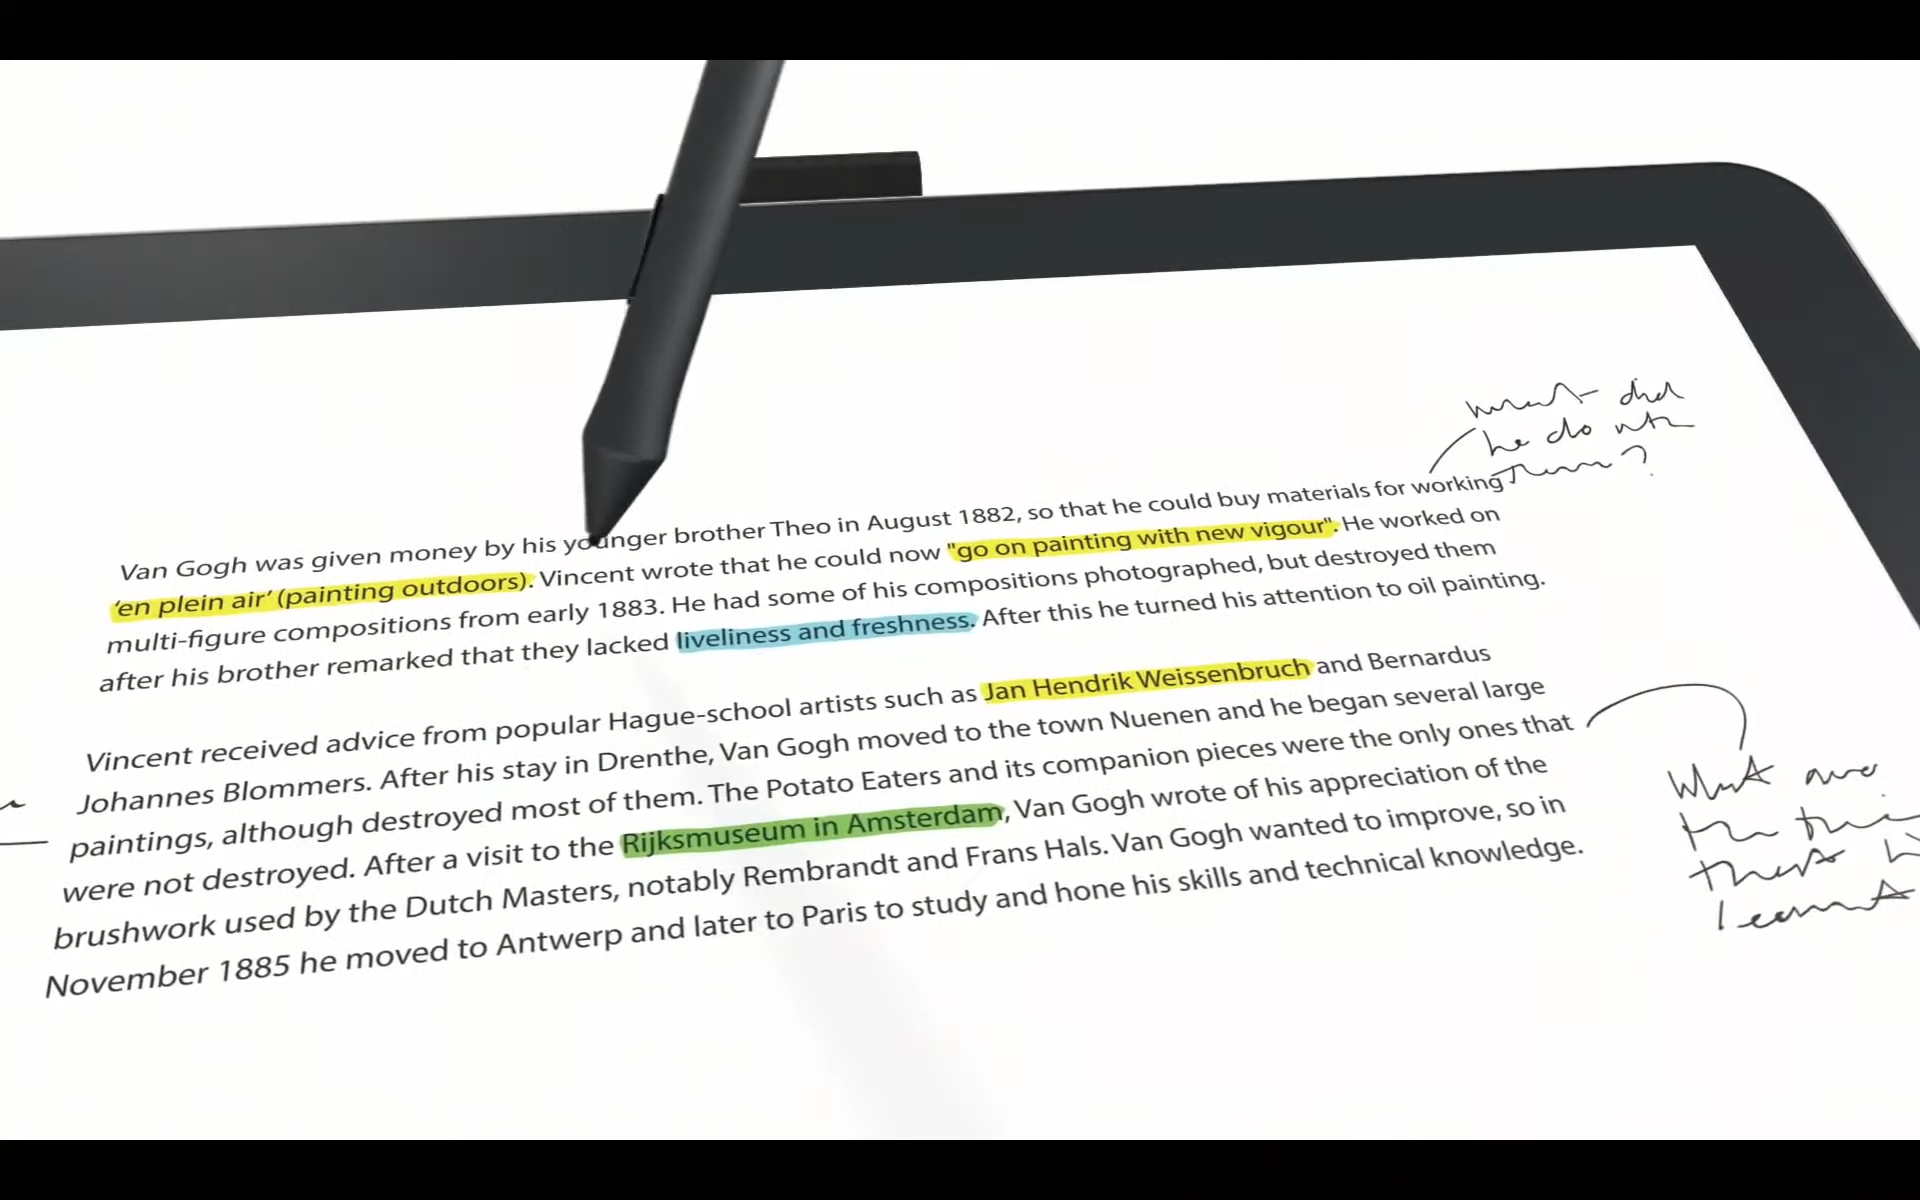 what did
he do with
them?
Van Gogh was given money by his younger brother Theo in August 1882, so that he could buy materials for working
'en plein air' (painting outdoors). Vincent wrote that he could now "go on painting with new vigour". He worked on
multi-figure compositions from early 1883. He had some of his compositions photographed, but destroyed them
after his brother remarked that they lacked liveliness and freshness. After this he turned his attention to oil painting.
Vincent received advice from popular Hague-school artists such as Jan Hendrik Weissenbruch and Bernardus
Johannes Blommers. After his stay in Drenthe, Van Gogh moved to the town Nuenen and he began several large
paintings, although destroyed most of them. The Potato Eaters and its companion pieces were the only ones that
were not destroyed. After a visit to the Rijksmuseum in Amsterdam, Van Gogh wrote of his appreciation of the
brushwork used by the Dutch Masters, notably Rembrandt and Frans Hals. Van Gogh wanted to improve, so in
November 1885 he moved to Antwerp and later to Paris to study and hone his skills and technical knowledge.
What are
the
that
learnt